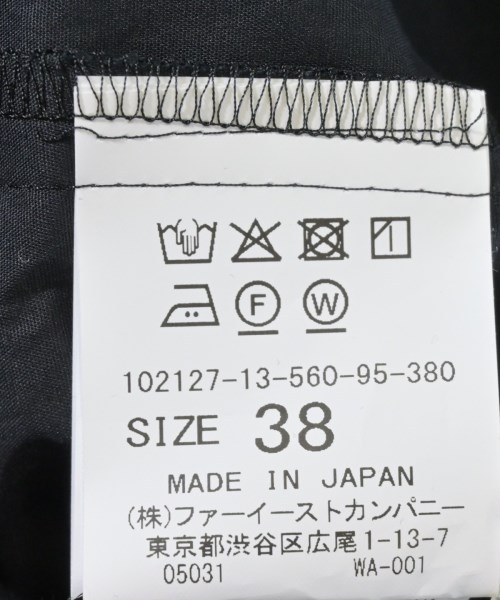 F W
102127-13-560-95-380
SIZE 38
MADE IN JAPAN
(株)ファーイーストカンパニー
東京都渋谷区広尾1-13-7
05031 WA-001